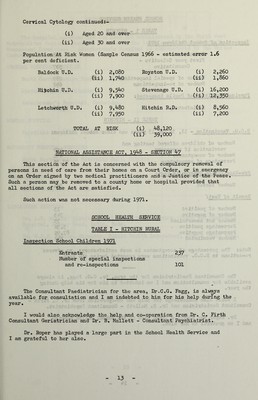 Cervical Cytology continued:-
(i) Aged 20 and over
(ii) Aged 30 and over
Population At Risk Women (Sample Census 1966 - estimated error 1.6
per cent deficient.
Baldock U.D. (i) 2,080 Royston U.D. (i) 2,260
(ii) 1,740 (ii) 1,860
Hitchin U.D. (i) 9,540 Stevenage U.D. (i) 16,200
(ii) 7,900 (ii) 12,350
Letchworth U.D. (i) 9,480 Hitchin R.D. (i) 8,560
(ii) 7,950 (ii) 7,200
TOTAL AT RISK (i) 48,120
(ii) 39,000
NATIONAL ASSISTANCE ACT, 1948 - SECTION 47
This section of the Act is concerned with the compulsory removal of
persons in need of care from their homes on a Court Order, or in emergency
on an Order signed by two medical practitioners and a Justice of the Peace.
Such a person may be removed to a county home or hospital provided that
all sections of the Act are satisfied.
Such action was not necessary during 1971.
SCHOOL HEALTH SERVICE
TABLE I - HITCHIN RURAL
Inspection School Children 1971
Entrants 237
Number of special inspections
and re-inspections 101
The Consultant Paediatrician for the area, Dr.C.G. Fagg, is always
available for consultation and I am indebted to him for his help during the
year.
I would also acknowledge the help and co-operation from Dr. C. Firth
Consultant Geriatrician and Dr. B. Mallett - Consultant Psychiatrist.
Dr. Hoper has played a large part in the School Health Service and
I am grateful to her also.
- 13 -